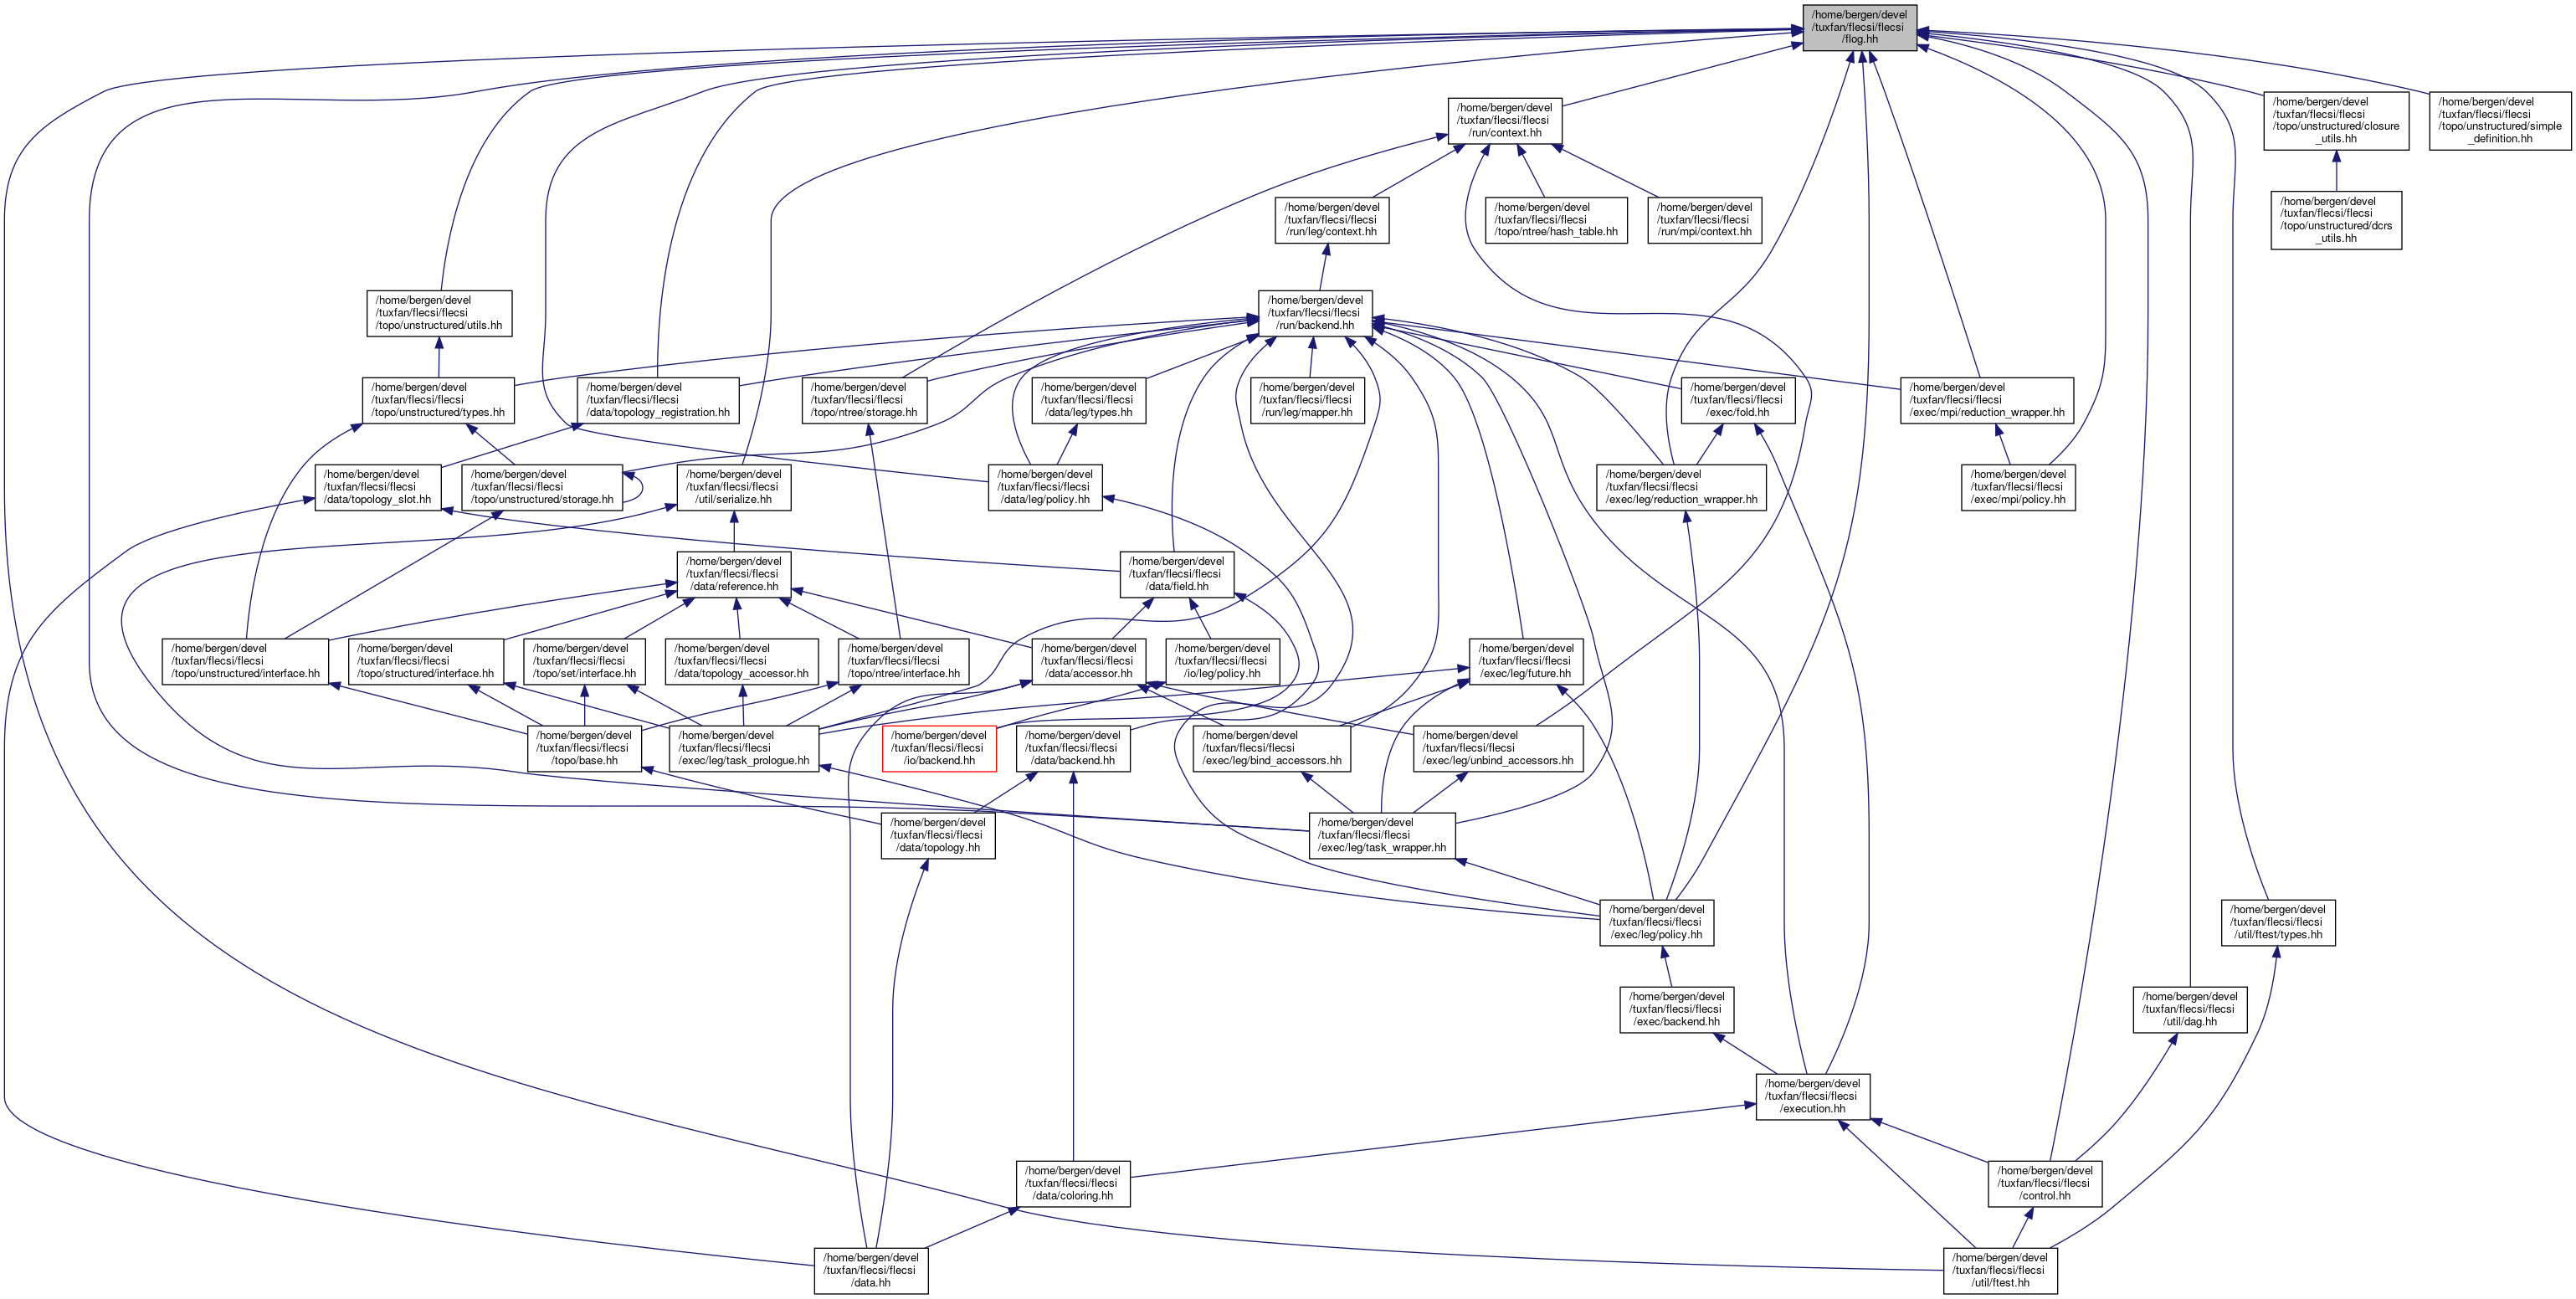 /home/bergen/devel
/tuxfan/flecsi/flecsi
/flog.hh
/home/bergen/devel
/tuxfan/flecsi/flecsi
/run/context.hh
/home/bergen/devel
/tuxfan/flecsi/flecsi
/topo/unstructured/closure
_utils.hh
/home/bergen/devel
/tuxfan/flecsi/flecsi
/topo/unstructured/simple
_definition.hh
/home/bergen/devel
/tuxfan/flecsi/flecsi
/run/leg/context.hh
/home/bergen/devel
/tuxfan/flecsi/flecsi
/topo/ntree/hash_table.hh
/home/bergen/devel
/tuxfan/flecsi/flecsi
/run/mpi/context.hh
/home/bergen/devel
/tuxfan/flecsi/flecsi
/topo/unstructured/dcrs
_utils.hh
/home/bergen/devel
/tuxfan/flecsi/flecsi
/topo/unstructured/utils.hh
/home/bergen/devel
/tuxfan/flecsi/flecsi
/run/backend.hh
/home/bergen/devel
/tuxfan/flecsi/flecsi
/topo/unstructured/types.hh
/home/bergen/devel
/tuxfan/flecsi/flecsi
/data/topology_registration.hh
/home/bergen/devel
/tuxfan/flecsi/flecsi
/topo/ntree/storage.hh
/home/bergen/devel
/tuxfan/flecsi/flecsi
/data/leg/types.hh
/home/bergen/devel
/tuxfan/flecsi/flecsi
/run/leg/mapper.hh
/home/bergen/devel
/tuxfan/flecsi/flecsi
/exec/fold.hh
/home/bergen/devel
/tuxfan/flecsi/flecsi
/exec/mpi/reduction_wrapper.hh
/home/bergen/devel
/tuxfan/flecsi/flecsi
/data/topology_slot.hh
/home/bergen/devel
/tuxfan/flecsi/flecsi
/topo/unstructured/storage.hh
/home/bergen/devel
/tuxfan/flecsi/flecsi
/util/serialize.hh
/home/bergen/devel
/tuxfan/flecsi/flecsi
/data/leg/policy.hh
/home/bergen/devel
/tuxfan/flecsi/flecsi
/exec/leg/reduction_wrapper.hh
/home/bergen/devel
/tuxfan/flecsi/flecsi
/exec/mpi/policy.hh
/home/bergen/devel
/tuxfan/flecsi/flecsi
/data/reference.hh
/home/bergen/devel
/tuxfan/flecsi/flecsi
/data/field.hh
/home/bergen/devel
/tuxfan/flecsi/flecsi
/topo/unstructured/interface.hh
/home/bergen/devel
/tuxfan/flecsi/flecsi
/topo/structured/interface.hh
/home/bergen/devel
/tuxfan/flecsi/flecsi
/topo/set/interface.hh
/home/bergen/devel
/tuxfan/flecsi/flecsi
/data/topology_accessor.hh
/home/bergen/devel
/tuxfan/flecsi/flecsi
/topo/ntree/interface.hh
/home/bergen/devel
/tuxfan/flecsi/flecsi
/data/accessor.hh
/home/bergen/devel
/tuxfan/flecsi/flecsi
/io/leg/policy.hh
/home/bergen/devel
/tuxfan/flecsi/flecsi
/exec/leg/future.hh
/home/bergen/devel
/tuxfan/flecsi/flecsi
/topo/base.hh
/home/bergen/devel
/tuxfan/flecsi/flecsi
/exec/leg/task_prologue.hh
/home/bergen/devel
/tuxfan/flecsi/flecsi
/io/backend.hh
/home/bergen/devel
/tuxfan/flecsi/flecsi
/data/backend.hh
/home/bergen/devel
/tuxfan/flecsi/flecsi
/exec/leg/bind_accessors.hh
/home/bergen/devel
/tuxfan/flecsi/flecsi
/exec/leg/unbind_accessors.hh
/home/bergen/devel
/tuxfan/flecsi/flecsi
/data/topology.hh
/home/bergen/devel
/tuxfan/flecsi/flecsi
/exec/leg/task_wrapper.hh
/home/bergen/devel
/tuxfan/flecsi/flecsi
/exec/leg/policy.hh
/home/bergen/devel
/tuxfan/flecsi/flecsi
/util/ftest/types.hh
/home/bergen/devel
/tuxfan/flecsi/flecsi
/exec/backend.hh
/home/bergen/devel
/tuxfan/flecsi/flecsi
/util/dag.hh
/home/bergen/devel
/tuxfan/flecsi/flecsi
/execution.hh
/home/bergen/devel
/tuxfan/flecsi/flecsi
/data/coloring.hh
/home/bergen/devel
/tuxfan/flecsi/flecsi
/control.hh
/home/bergen/devel
/tuxfan/flecsi/flecsi
/data.hh
/home/bergen/devel
/tuxfan/flecsi/flecsi
/util/ftest.hh